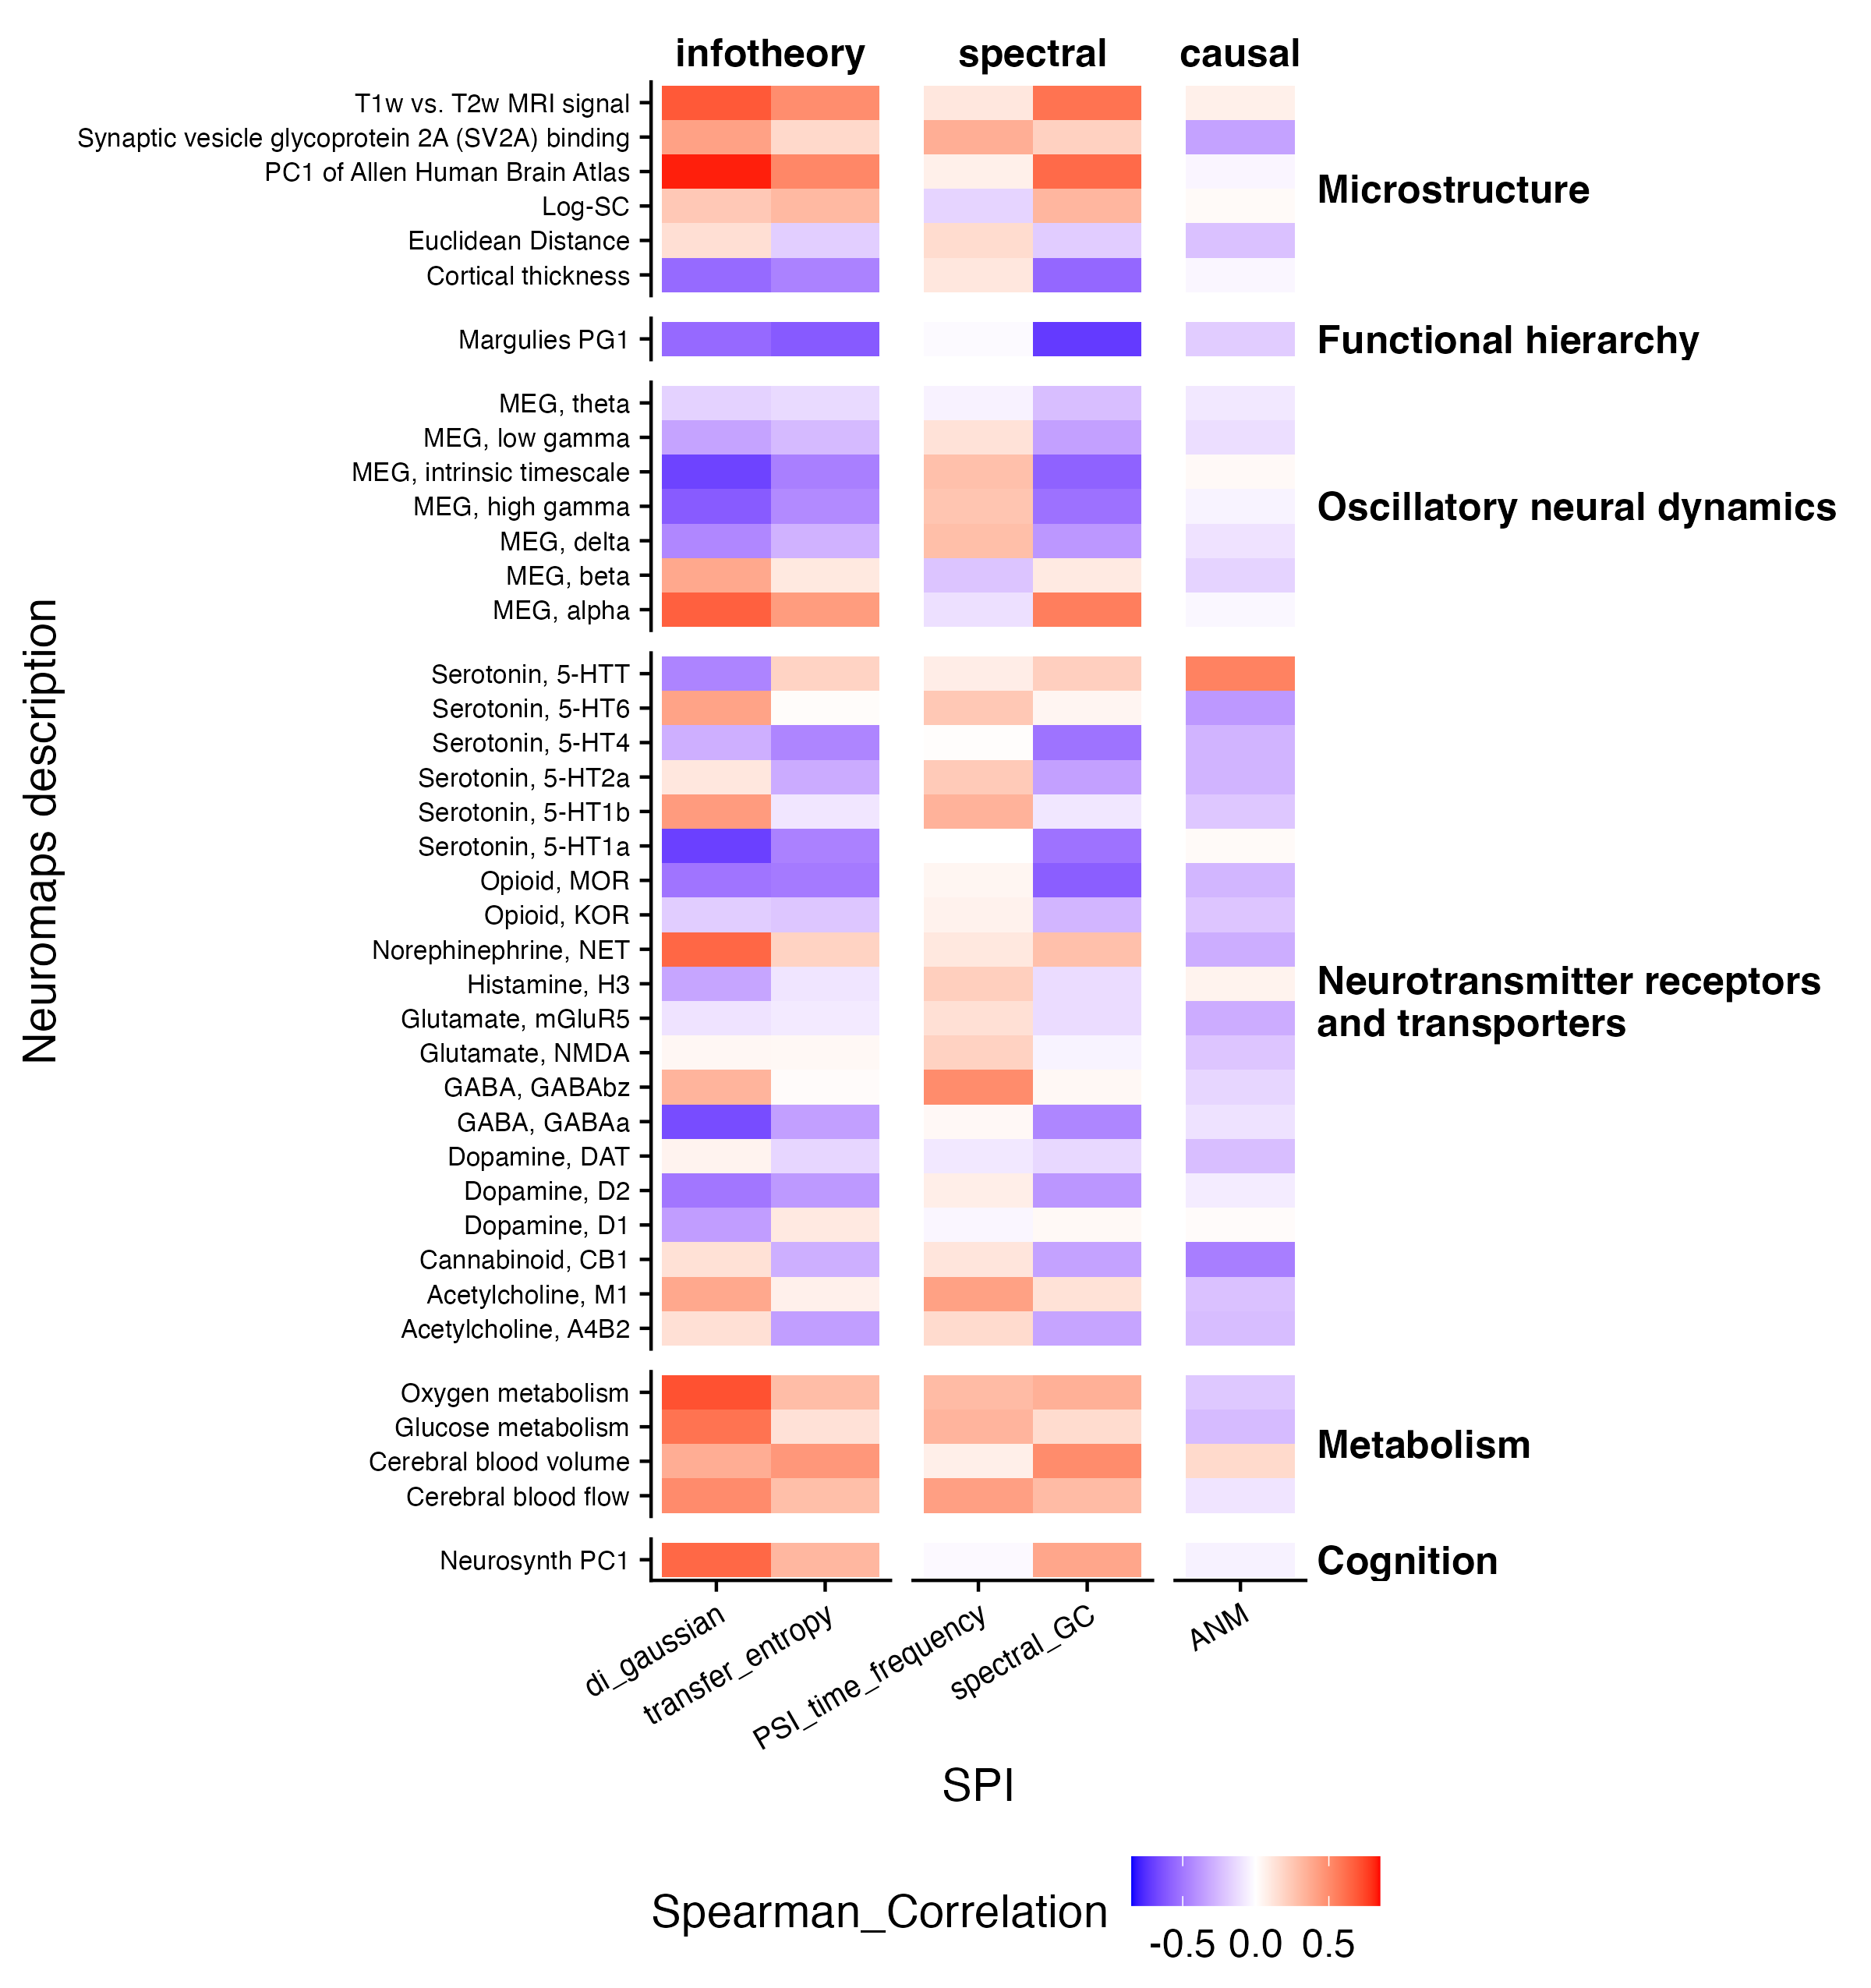 infotheory spectral causal
T1w vs. T2w MRI signal
Synaptic vesicle glycoprotein 2A (SV2A) binding
PC1 of Allen Human Brain Atlas
Log-SC
Euclidean Distance
Cortical thickness
Microstructure
Margulies PG1
Functional hierarchy
MEG, theta
MEG, low gamma
MEG, intrinsic timescale
MEG, high gamma
MEG, delta
MEG, beta
MEG, alpha
Oscillatory neural dynamics
Serotonin, 5-HTT
Serotonin, 5-HT6
Serotonin, 5-HT4
Serotonin, 5-HT2a
Serotonin, 5-HT1b
Serotonin, 5-HT1a
Opioid, MOR
Opioid, KOR
Norephinephrine, NET
Histamine, H3
Glutamate, mGluR5
Glutamate, NMDA
GABA, GABAbz
GABA, GABAa
Dopamine, DAT
Dopamine, D2
Dopamine, D1
Cannabinoid, CB1
Acetylcholine, M1
Acetylcholine, A4B2
Neurotransmitter receptors
and transporters
Oxygen metabolism
Glucose metabolism
Cerebral blood volume
Cerebral blood flow
Metabolism
Neurosynth PC1
Cognition
Neuromaps description
di_gaussian
transfer_entropy
PSI_time_frequency
spectral_GC
ANM
SPI
Spearman_Correlation
-0.5 0.0 0.5